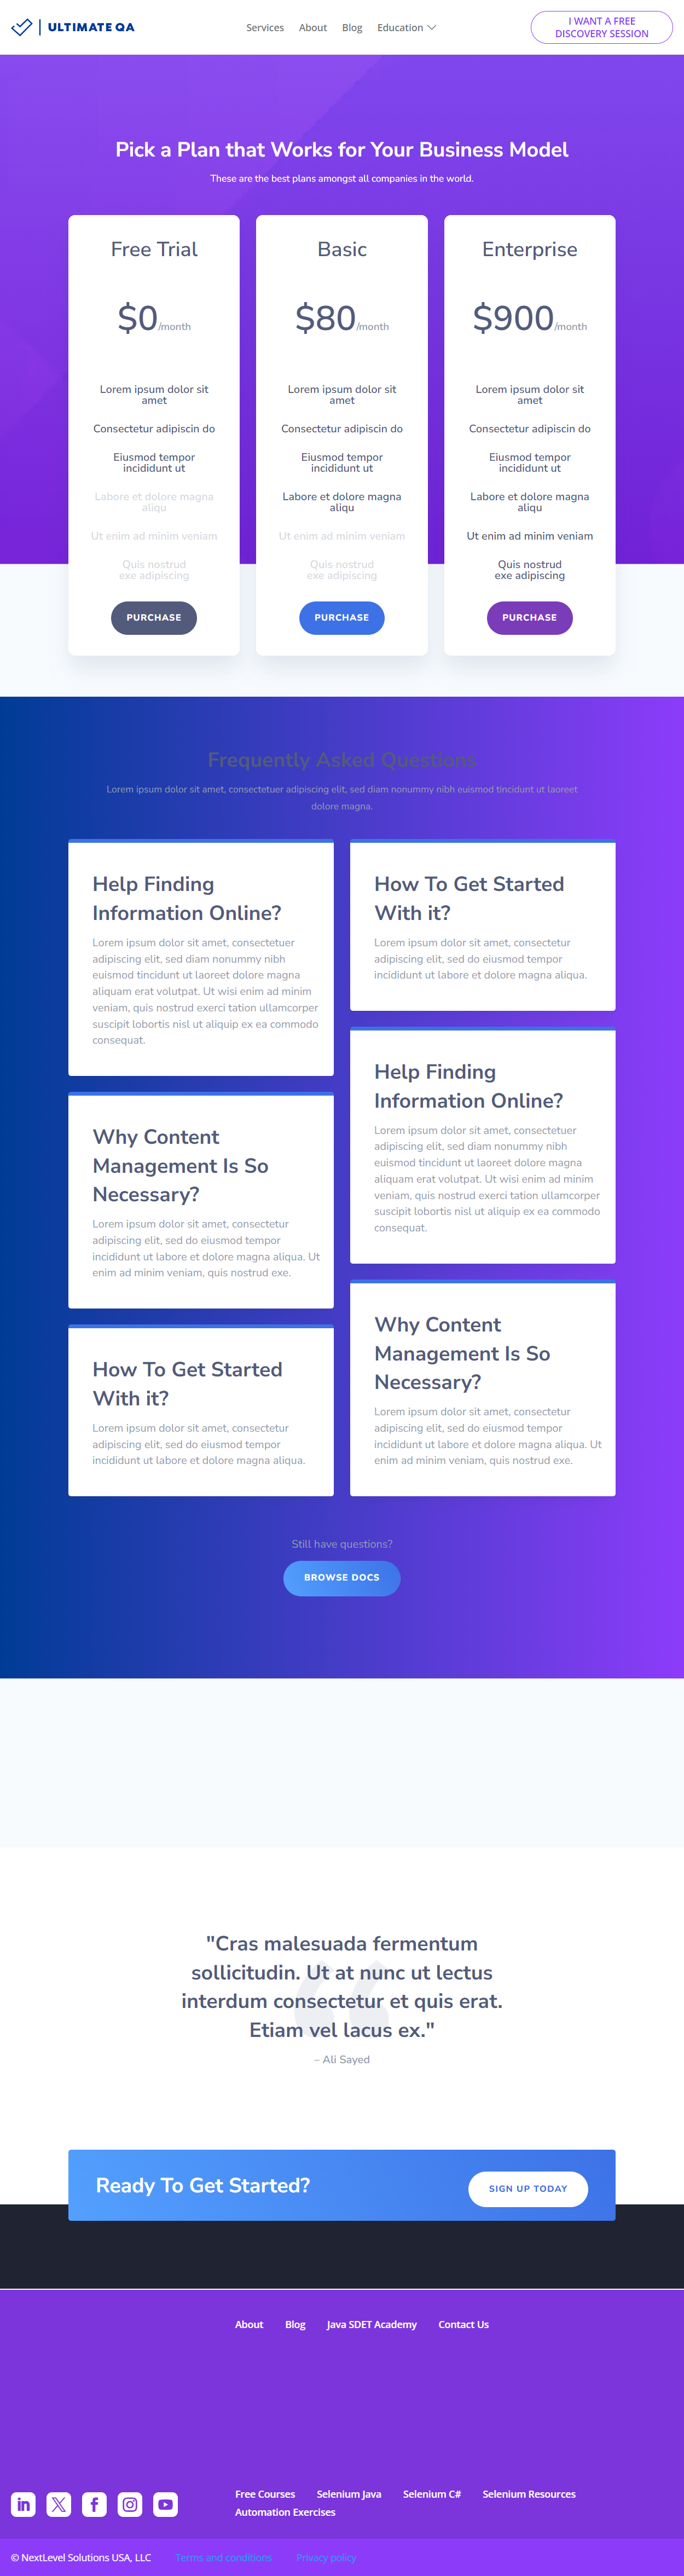 ULTIMATE QA
Services
About
Blog
Education
I WANT A FREE
DISCOVERY SESSION
Pick a Plan that Works for Your Business Model
These are the best plans amongst all companies in the world.
Free Trial
$0/month
Lorem ipsum dolor sit
amet
Consectetur adipiscin do
Eiusmod tempor
incididunt ut
Labore et dolore magna
aliqu
Ut enim ad minim veniam
Quis nostrud
exe adipiscing
PURCHASE
Basic
$80/month
Lorem ipsum dolor sit
amet
Consectetur adipiscin do
Eiusmod tempor
incididunt ut
Labore et dolore magna
aliqu
Ut enim ad minim veniam
Quis nostrud
exe adipiscing
PURCHASE
Enterprise
$900/month
Lorem ipsum dolor sit
amet
Consectetur adipiscin do
Eiusmod tempor
incididunt ut
Labore et dolore magna
aliqu
Ut enim ad minim veniam
Quis nostrud
exe adipiscing
PURCHASE
Frequently Asked Questions
Lorem ipsum dolor sit amet, consectetuer adipiscing elit, sed diam nonummy nibh euismod tincidunt ut laoreet
dolore magna.
Help Finding
Information Online?
Lorem ipsum dolor sit amet, consectetuer
adipiscing elit, sed diam nonummy nibh
euismod tincidunt ut laoreet dolore magna
aliquam erat volutpat. Ut wisi enim ad minim
veniam, quis nostrud exerci tation ullamcorper
suscipit lobortis nisl ut aliquip ex ea commodo
consequat.
Why Content
Management Is So
Necessary?
Lorem ipsum dolor sit amet, consectetur
adipiscing elit, sed do eiusmod tempor
incididunt ut labore et dolore magna aliqua. Ut
enim ad minim veniam, quis nostrud exe.
How To Get Started
With it?
Lorem ipsum dolor sit amet, consectetur
adipiscing elit, sed do eiusmod tempor
incididunt ut labore et dolore magna aliqua.
How To Get Started
With it?
Lorem ipsum dolor sit amet, consectetur
adipiscing elit, sed do eiusmod tempor
incididunt ut labore et dolore magna aliqua.
Help Finding
Information Online?
Lorem ipsum dolor sit amet, consectetuer
adipiscing elit, sed diam nonummy nibh
euismod tincidunt ut laoreet dolore magna
aliquam erat volutpat. Ut wisi enim ad minim
veniam, quis nostrud exerci tation ullamcorper
suscipit lobortis nisl ut aliquip ex ea commodo
consequat.
Why Content
Management Is So
Necessary?
Lorem ipsum dolor sit amet, consectetur
adipiscing elit, sed do eiusmod tempor
incididunt ut labore et dolore magna aliqua. Ut
enim ad minim veniam, quis nostrud exe.
Still have questions?
BROWSE DOCS
"Cras malesuada fermentum
sollicitudin. Ut at nunc ut lectus
interdum consectetur et quis erat.
Etiam vel lacus ex."
– Ali Sayed
Ready To Get Started?
SIGN UP TODAY
About
Blog
Java SDET Academy
Contact Us
Free Courses
Selenium Java
Selenium C#
Selenium Resources
Automation Exercises
© NextLevel Solutions USA, LLC
Terms and conditions
Privacy policy